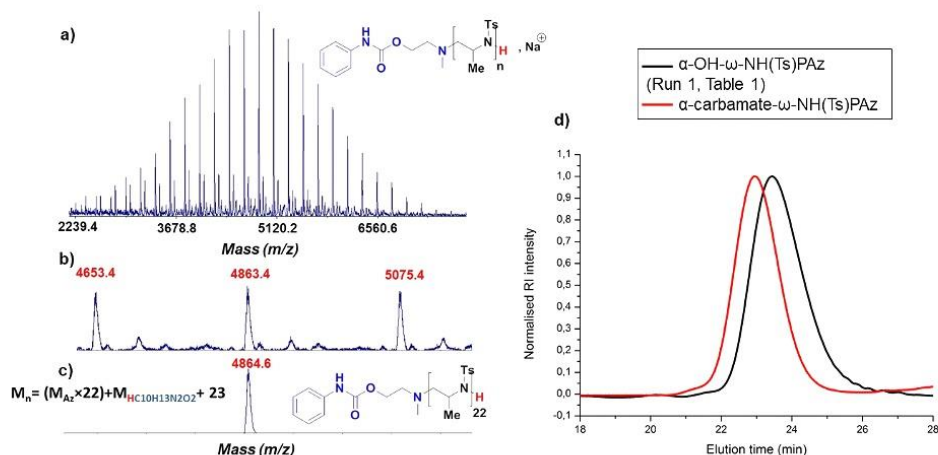 a)
H
N
O
O
N
Ts
N
H
Me
n
, Na⊕
2239.4
3678.8
5120.2
6560.6
Mass (m/z)
b)
4653.4
4863.4
5075.4
c)
4864.6
Mn= (MAz×22)+MHC10H13N2O2+ 23
H
N
O
O
N
Ts
N
H
Me
22
Mass (m/z)
α-OH-ω-NH(Ts)PAz
(Run 1, Table 1)
α-carbamate-ω-NH(Ts)PAz
d)
Normalised RI intensity
1,1
1,0
0,9
0,8
0,7
0,6
0,5
0,4
0,3
0,2
0,1
0,0
-0,1
18
20
22
24
26
28
Elution time (min)